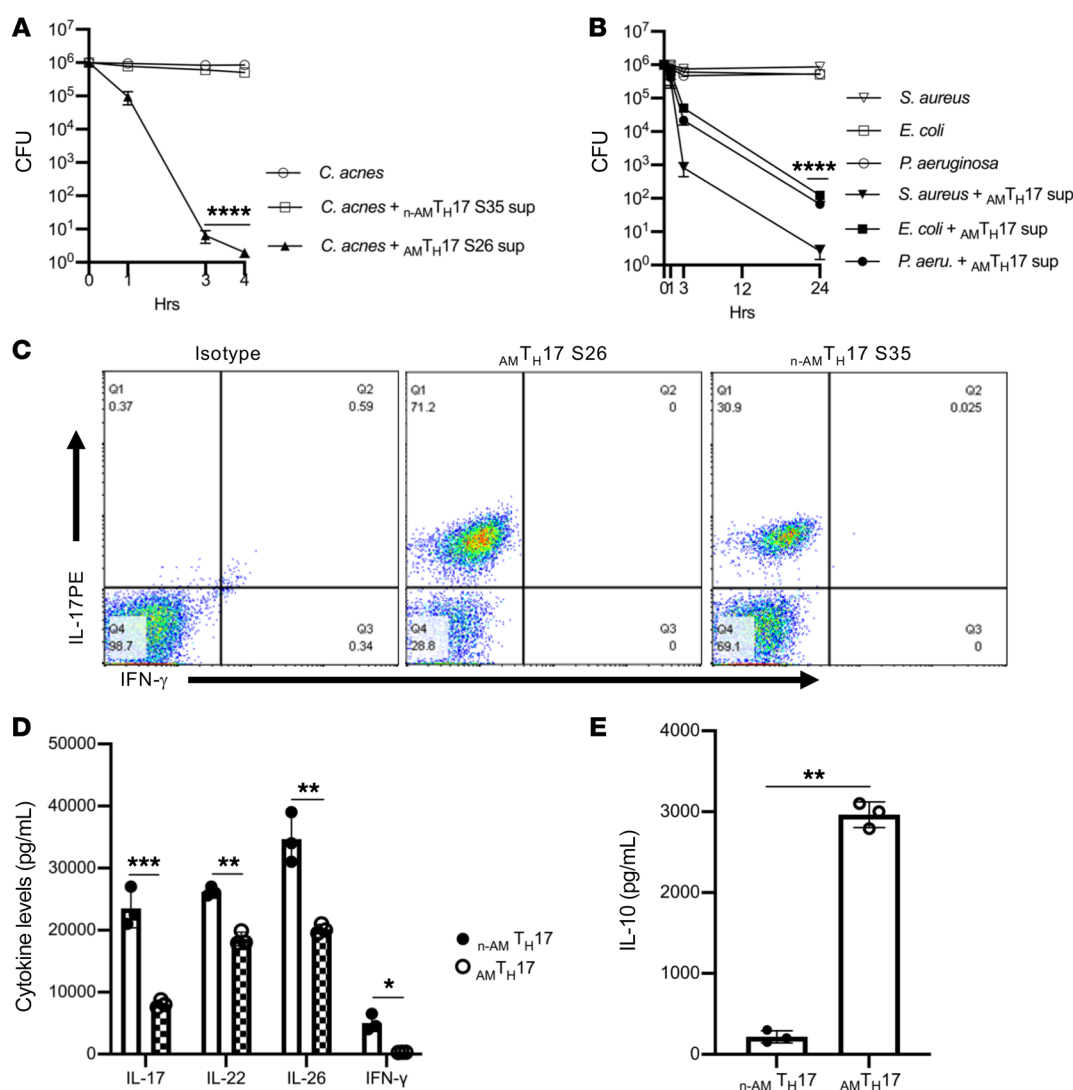 A
10⁷
10⁶
10⁵
10⁴
10³
10²
10¹
10⁰
CFU
0
1
3
4
Hrs
****
C. acnes
C. acnes + n-AMTH17 S35 sup
C. acnes + AMTH17 S26 sup
B
10⁷
10⁶
10⁵
10⁴
10³
10²
10¹
10⁰
CFU
0
1
3
12
24
Hrs
****
S. aureus
E. coli
P. aeruginosa
S. aureus + AMTH17 sup
E. coli + AMTH17 sup
P. aeru. + AMTH17 sup
C
Isotype
AMTH17 S26
n-AMTH17 S35
Q1
0.37
Q2
0.59
Q4
98.7
Q3
0.34
Q1
71.2
Q2
0
Q4
28.8
Q3
0
Q1
30.9
Q2
0.025
Q4
69.1
Q3
0
IL-17PE
IFN-γ
D
50000
40000
30000
20000
10000
0
Cytokine levels (pg/mL)
***
**
**
*
IL-17
IL-22
IL-26
IFN-γ
n-AM TH17
AMTH17
E
4000
3000
2000
1000
0
IL-10 (pg/mL)
**
n-AM TH17
AMTH17